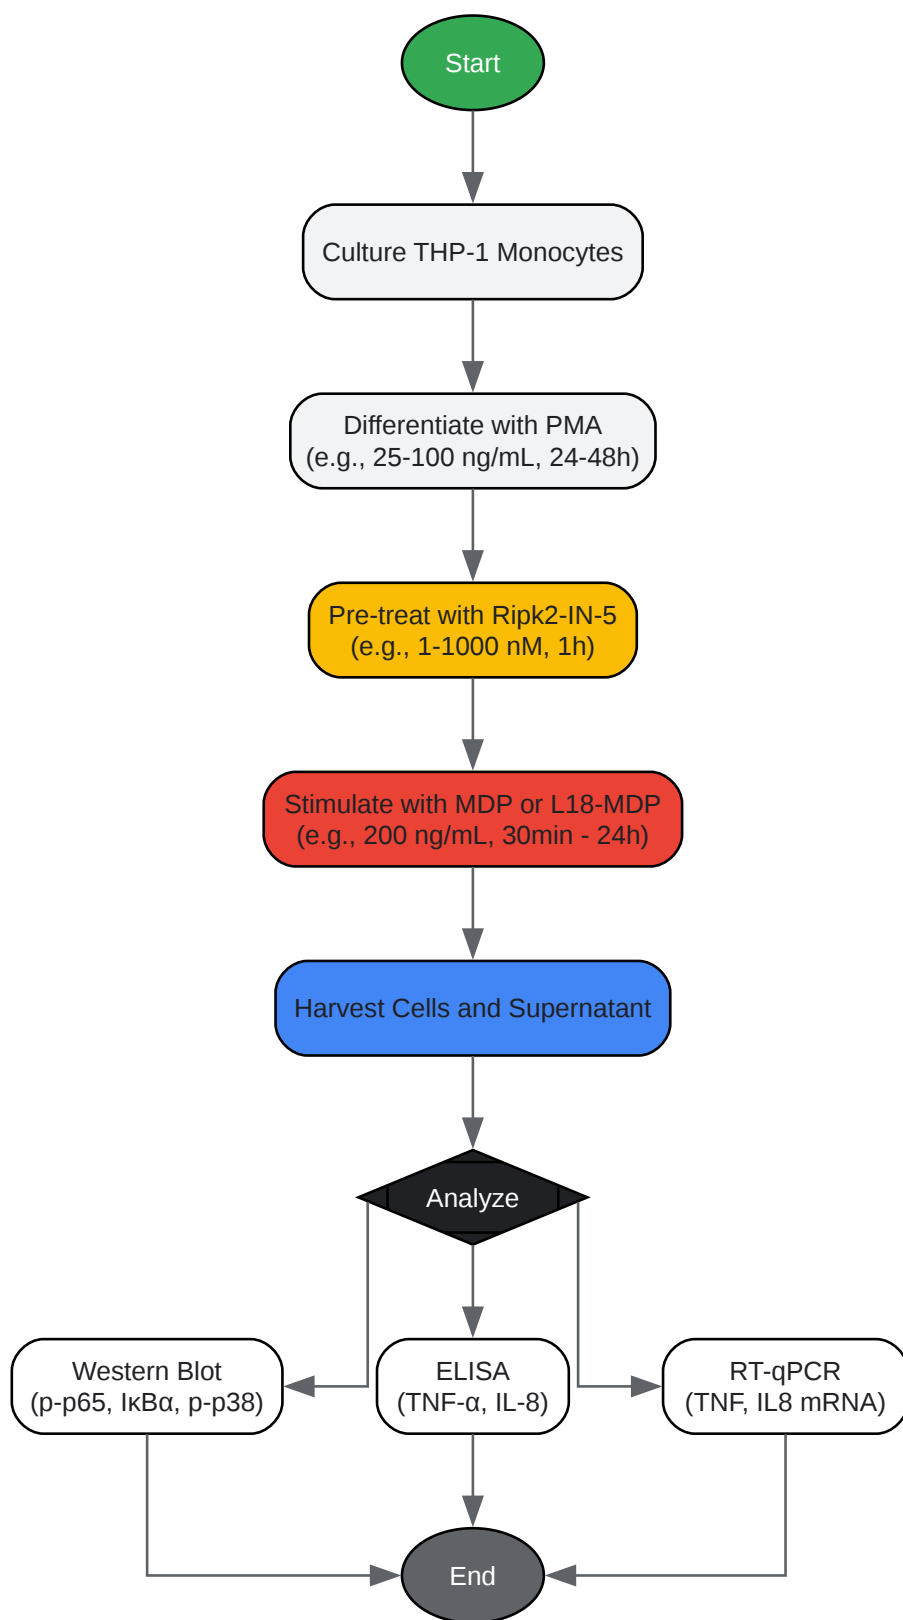 Start
Culture THP-1 Monocytes
Differentiate with PMA
(e.g., 25-100 ng/mL, 24-48h)
Pre-treat with Ripk2-IN-5
(e.g., 1-1000 nM, 1h)
Stimulate with MDP or L18-MDP
(e.g., 200 ng/mL, 30min - 24h)
Harvest Cells and Supernatant
Analyze
Western Blot
(p-p65, IκBα, p-p38)
ELISA
(TNF-α, IL-8)
RT-qPCR
(TNF, IL8 mRNA)
End